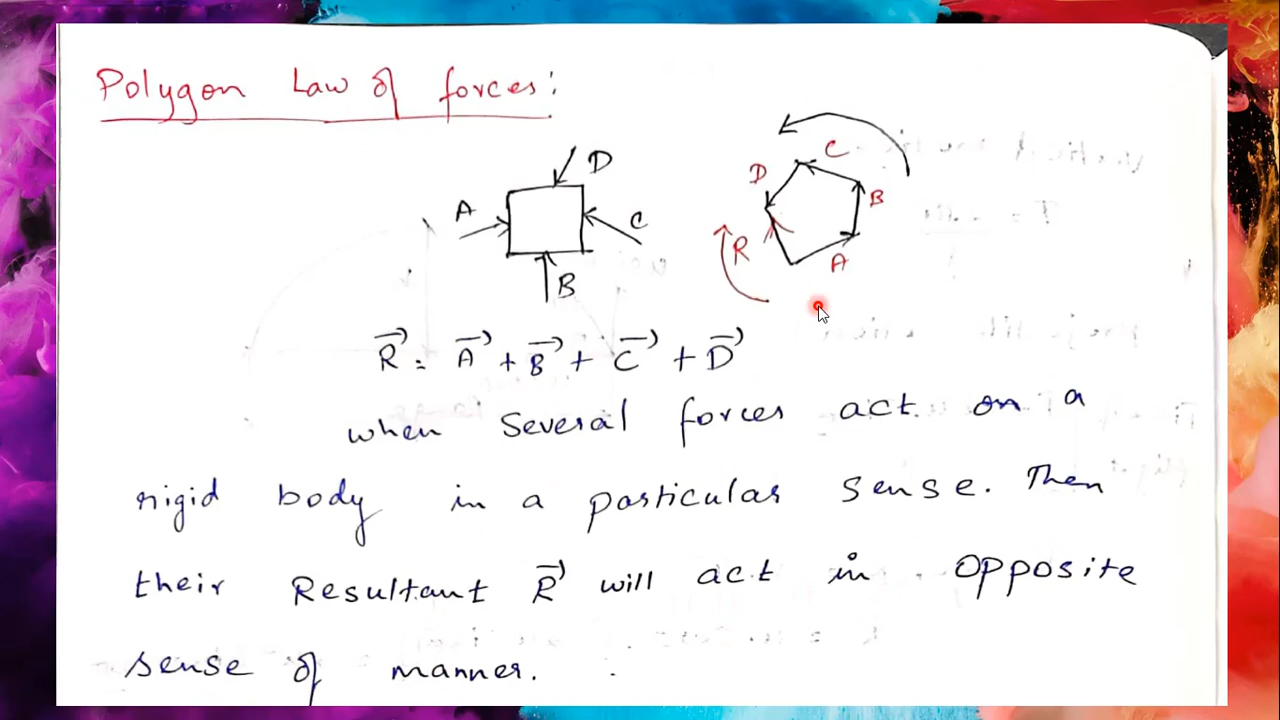 Polygon Law of forces:
A
D
C
B
C
D
B
R
A
R⃗ = A⃗ + B⃗ + C⃗ + D⃗
when several forces act on a
rigid body in a particular sense. Then
their Resultant R⃗ will act in opposite
sense of manner.